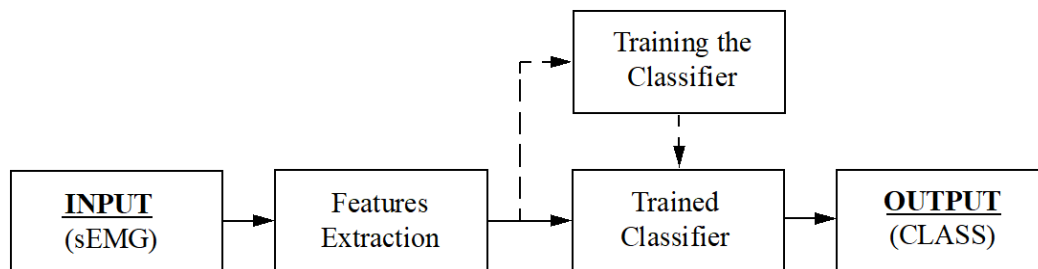 Training the
Classifier
INPUT
(sEMG)
Features
Extraction
Trained
Classifier
OUTPUT
(CLASS)